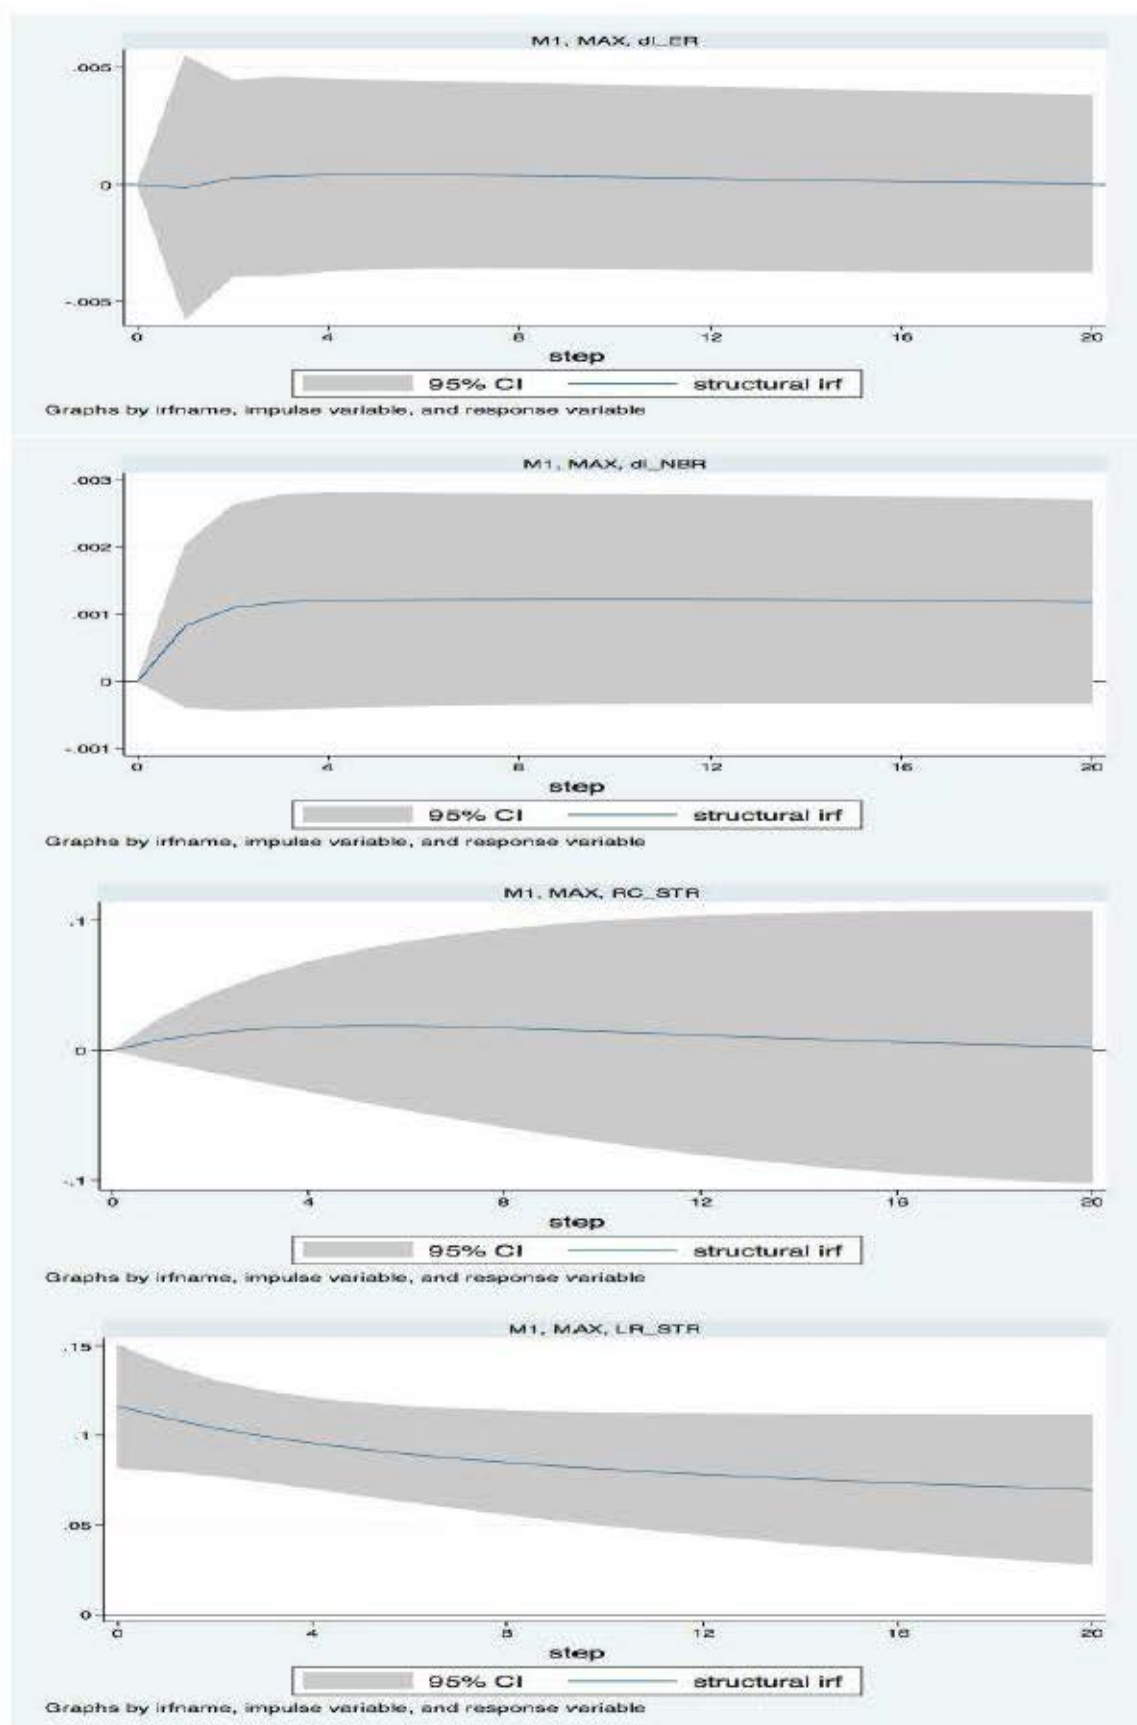 M1, MAX, dl_ER
.005
0
-.005
0 4 8 12 16 20
step
95% CI structural irf
Graphs by irfname, impulse variable, and response variable
M1, MAX, dl_NBR
.003
.002
.001
0
-.001
0 4 8 12 16 20
step
95% CI structural irf
Graphs by irfname, impulse variable, and response variable
M1, MAX, RC_STR
.1
0
-.1
0 4 8 12 16 20
step
95% CI structural irf
Graphs by irfname, impulse variable, and response variable
M1, MAX, LR_STR
.15
.1
.05
0
0 4 8 12 16 20
step
95% CI structural irf
Graphs by irfname, impulse variable, and response variable